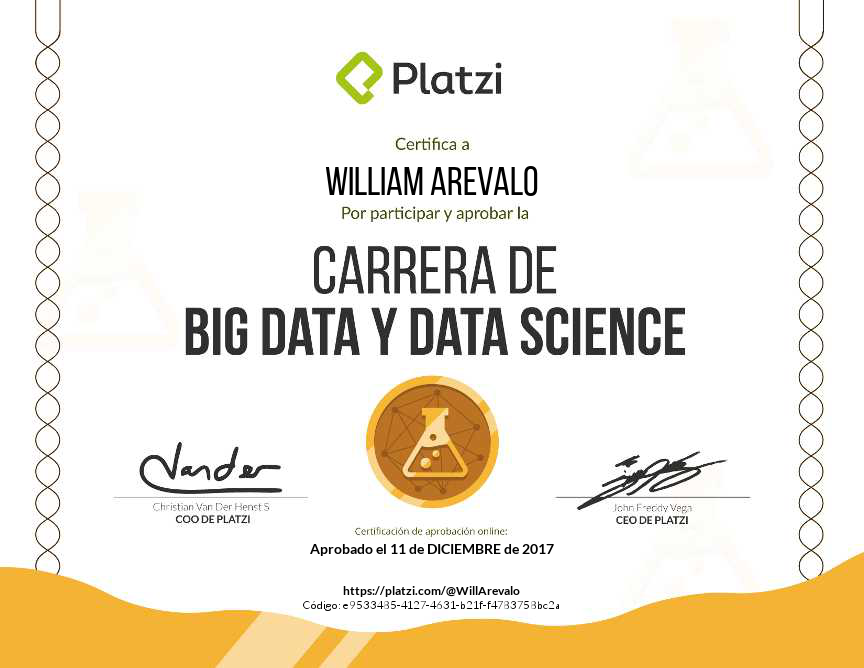 Platzi
Certifica a
WILLIAM AREVALO
Por participar y aprobar la
CARRERA DE
BIG DATA Y DATA SCIENCE
Vander
Christian Van Der Henst S
COO DE PLATZI
John Freddy Vega
CEO DE PLATZI
Certificación de aprobación online:
Aprobado el 11 de DICIEMBRE de 2017
https://platzi.com/@WillArevalo
Código: e9533485-4127-4631-b21f-f4783758bc2a